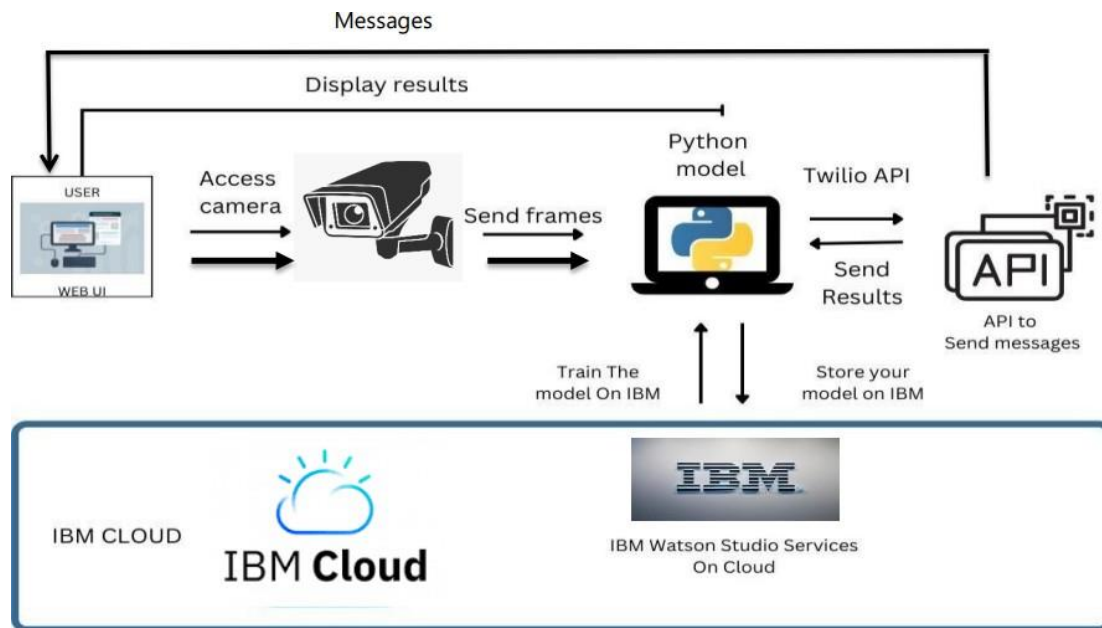 Messages
Display results
USER
WEB UI
Access
camera
Send frames
Python
model
Twilio API
Send
Results
API
API to
Send messages
Train The
model On IBM
Store your
model on IBM
IBM CLOUD
IBM Cloud
IBM
IBM Watson Studio Services
On Cloud